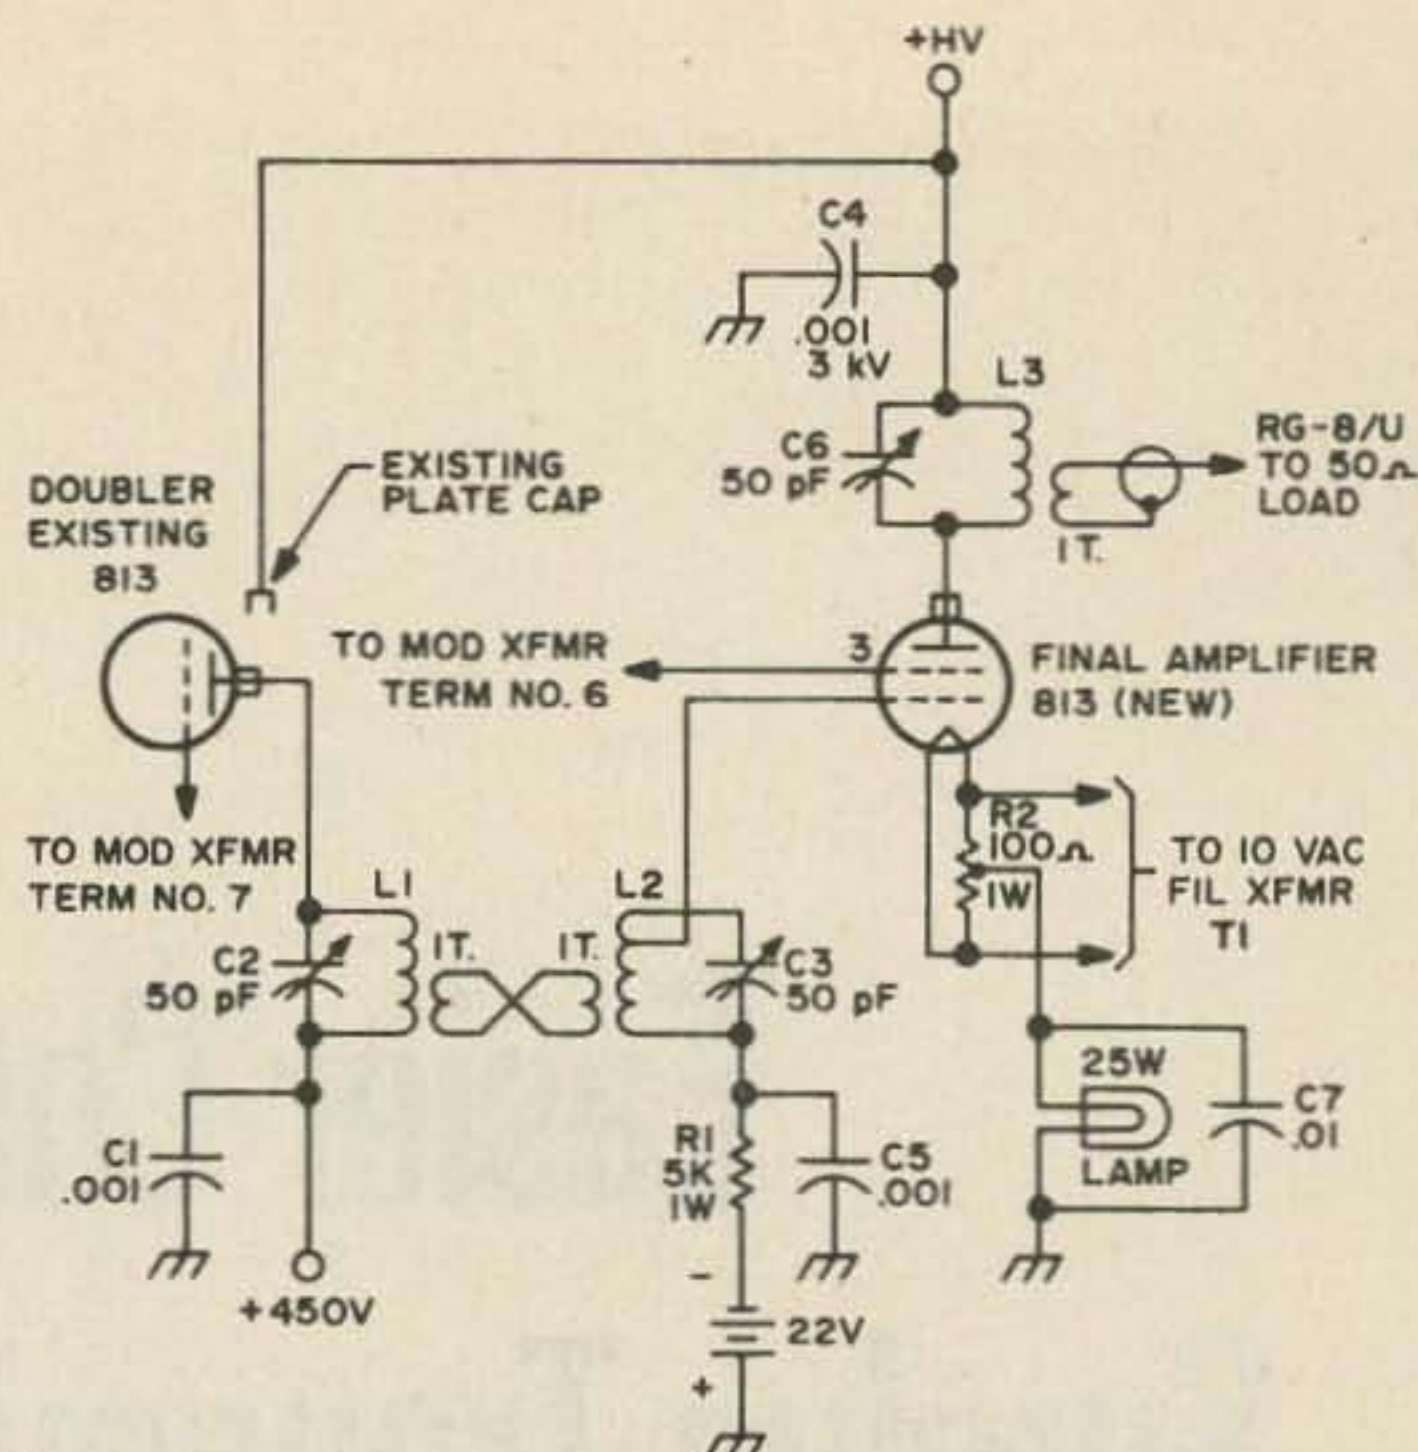 +HV
C4
.001
3 kV
L3
C6
50 pF
RG-8/U
TO 50Ω
LOAD
1T.
EXISTING
PLATE CAP
DOUBLER
EXISTING
813
TO MOD XFMR
TERM NO. 6
3
FINAL AMPLIFIER
813 (NEW)
TO MOD XFMR
TERM NO. 7
R2
100Ω
1W
TO 10 VAC
FIL XFMR
T1
L1
L2
1T.
1T.
C2
50 pF
C3
50 pF
25W
LAMP
C7
.01
C1
.001
R1
5K
1W
C5
.001
+450V
-
22V
+